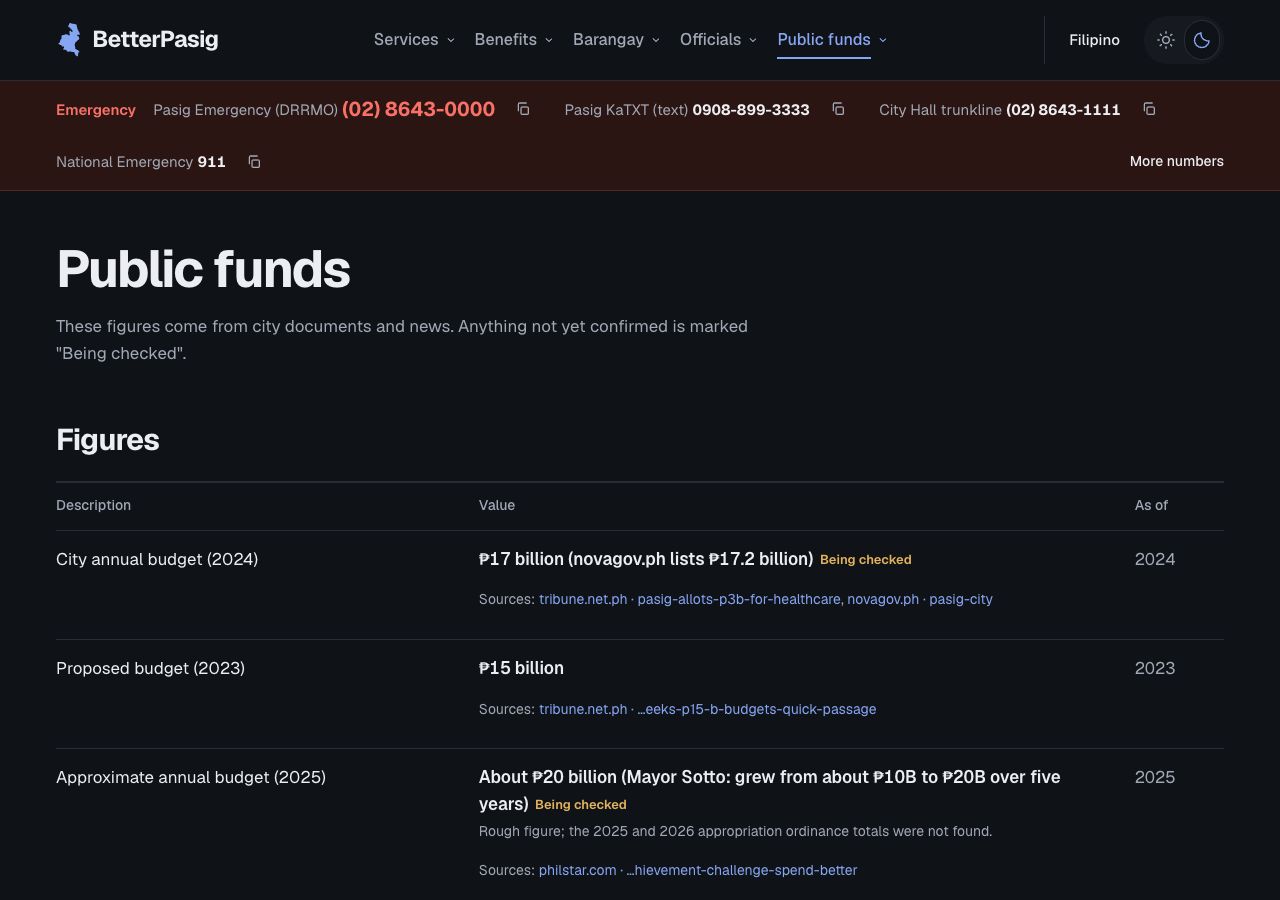 BetterPasig
Services Benefits Barangay Officials Public funds
Filipino
Emergency Pasig Emergency (DRRMO) (02) 8643-0000 Pasig KaTXT (text) 0908-899-3333 City Hall trunkline (02) 8643-1111
National Emergency 911 More numbers
Public funds
These figures come from city documents and news. Anything not yet confirmed is marked
"Being checked".
Figures
Description Value As of
City annual budget (2024) ₱17 billion (novagov.ph lists ₱17.2 billion) Being checked 2024
Sources: tribune.net.ph · pasig-allots-p3b-for-healthcare, novagov.ph · pasig-city
Proposed budget (2023) ₱15 billion 2023
Sources: tribune.net.ph · …eeks-p15-b-budgets-quick-passage
Approximate annual budget (2025) About ₱20 billion (Mayor Sotto: grew from about ₱10B to ₱20B over five 2025
years) Being checked
Rough figure; the 2025 and 2026 appropriation ordinance totals were not found.
Sources: philstar.com · …hievement-challenge-spend-better